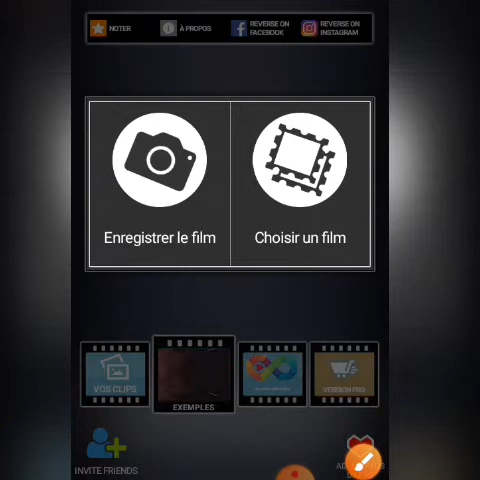 NOTER
À PROPOS
REVERSE ON
FACEBOOK
REVERSE ON
INSTAGRAM
Enregistrer le film
Choisir un film
VOS CLIPS
EXEMPLES
VERSION PRO
INVITE FRIENDS